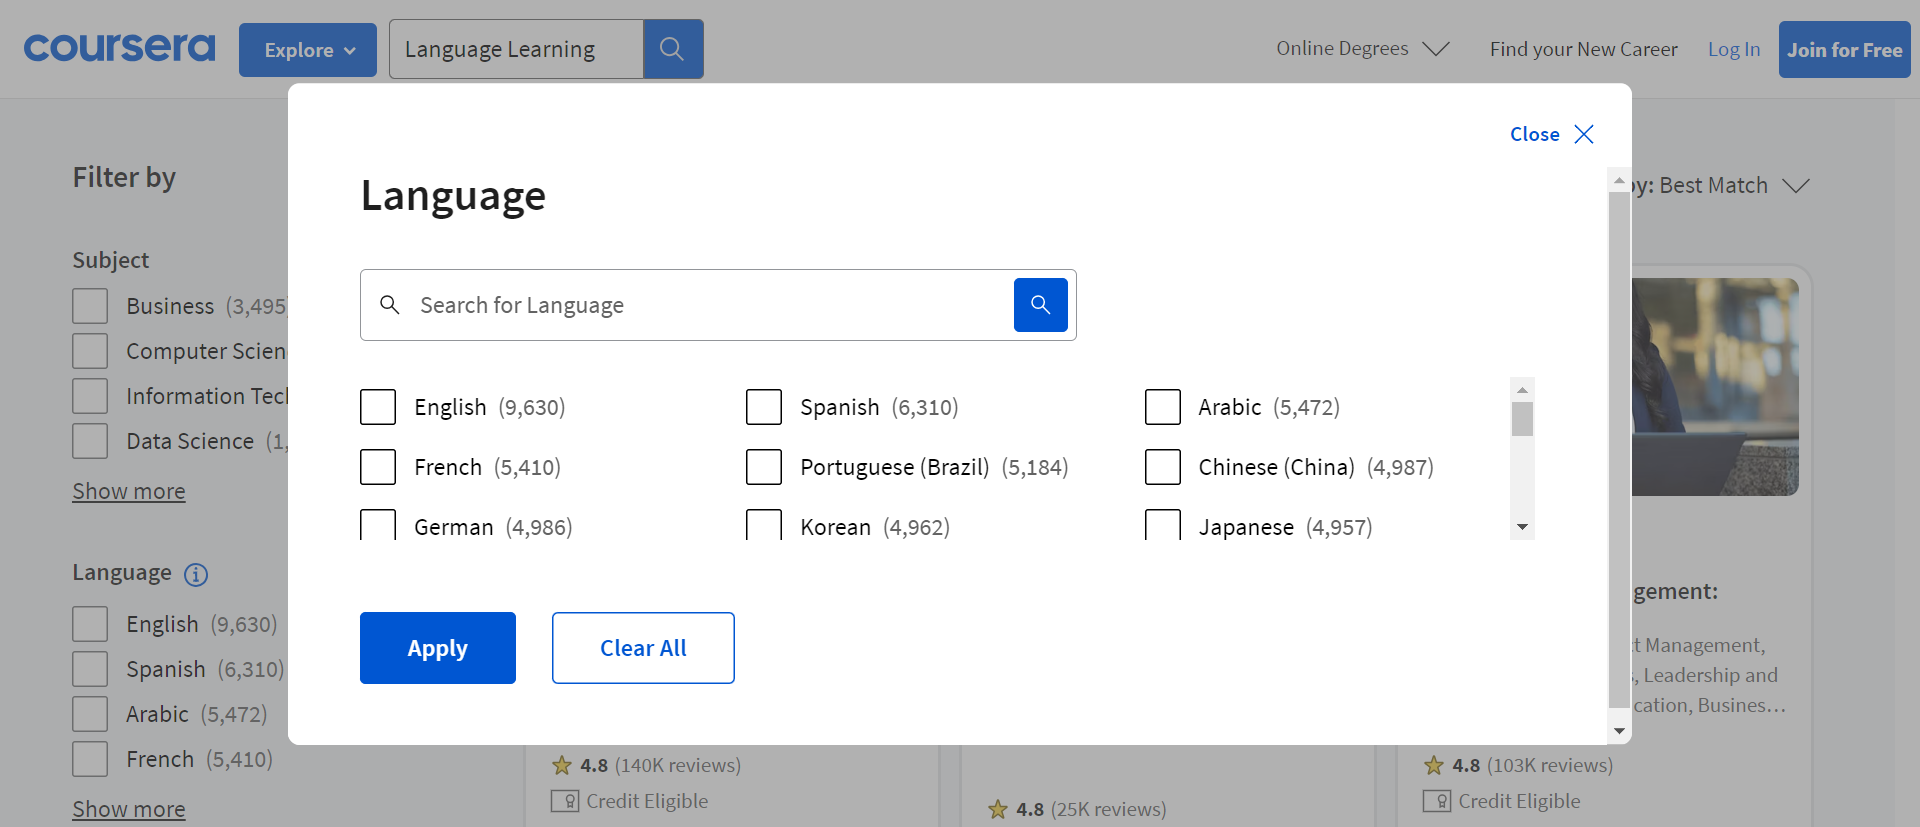 coursera
Explore
Language Learning
Online Degrees
Find your New Career
Log In
Join for Free
Close
Filter by
Language
by: Best Match
Subject
Search for Language
Business (3,495)
Computer Scien
Information Tec
Data Science (1,
Show more
English (9,630)
Spanish (6,310)
Arabic (5,472)
French (5,410)
Portuguese (Brazil) (5,184)
Chinese (China) (4,987)
German (4,986)
Korean (4,962)
Japanese (4,957)
Apply
Clear All
Language
English (9,630)
Spanish (6,310)
Arabic (5,472)
French (5,410)
Show more
gement:
t Management,
, Leadership and
cation, Busines...
4.8 (140K reviews)
Credit Eligible
4.8 (25K reviews)
4.8 (103K reviews)
Credit Eligible